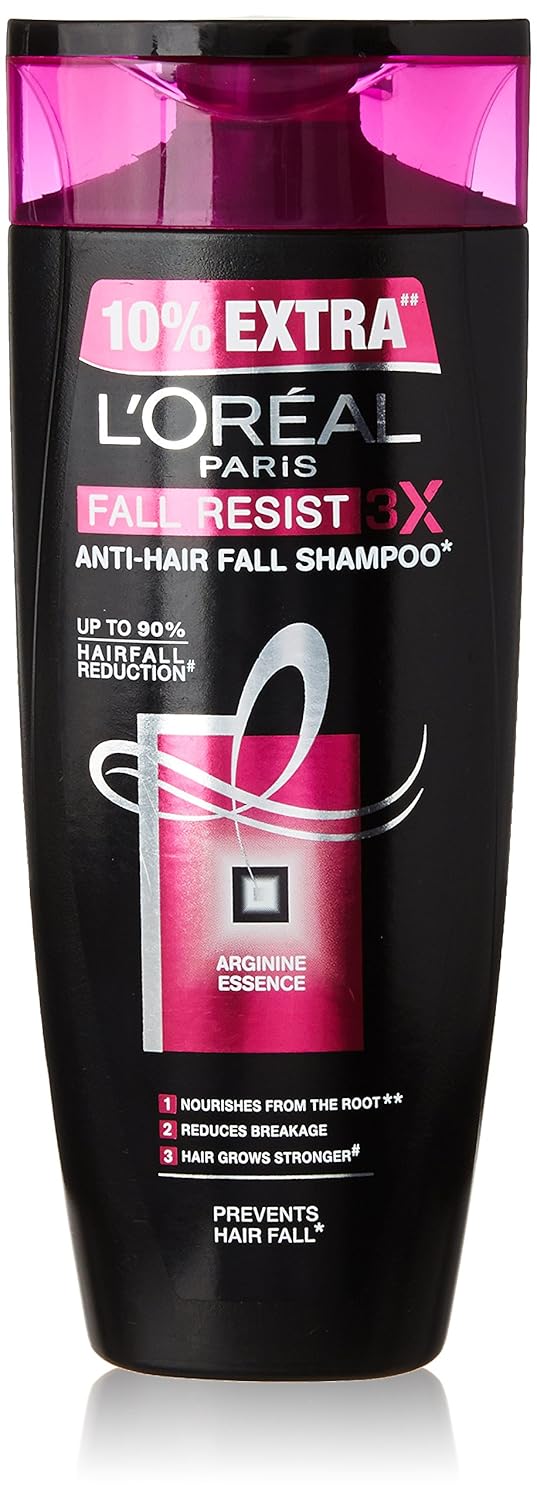 10% EXTRA##
L'ORÉAL
PARiS
FALL RESIST 3X
ANTI-HAIR FALL SHAMPOO*
UP TO 90%
HAIRFALL
REDUCTION#
ARGININE
ESSENCE
1 NOURISHES FROM THE ROOT**
2 REDUCES BREAKAGE
3 HAIR GROWS STRONGER#
PREVENTS
HAIR FALL*